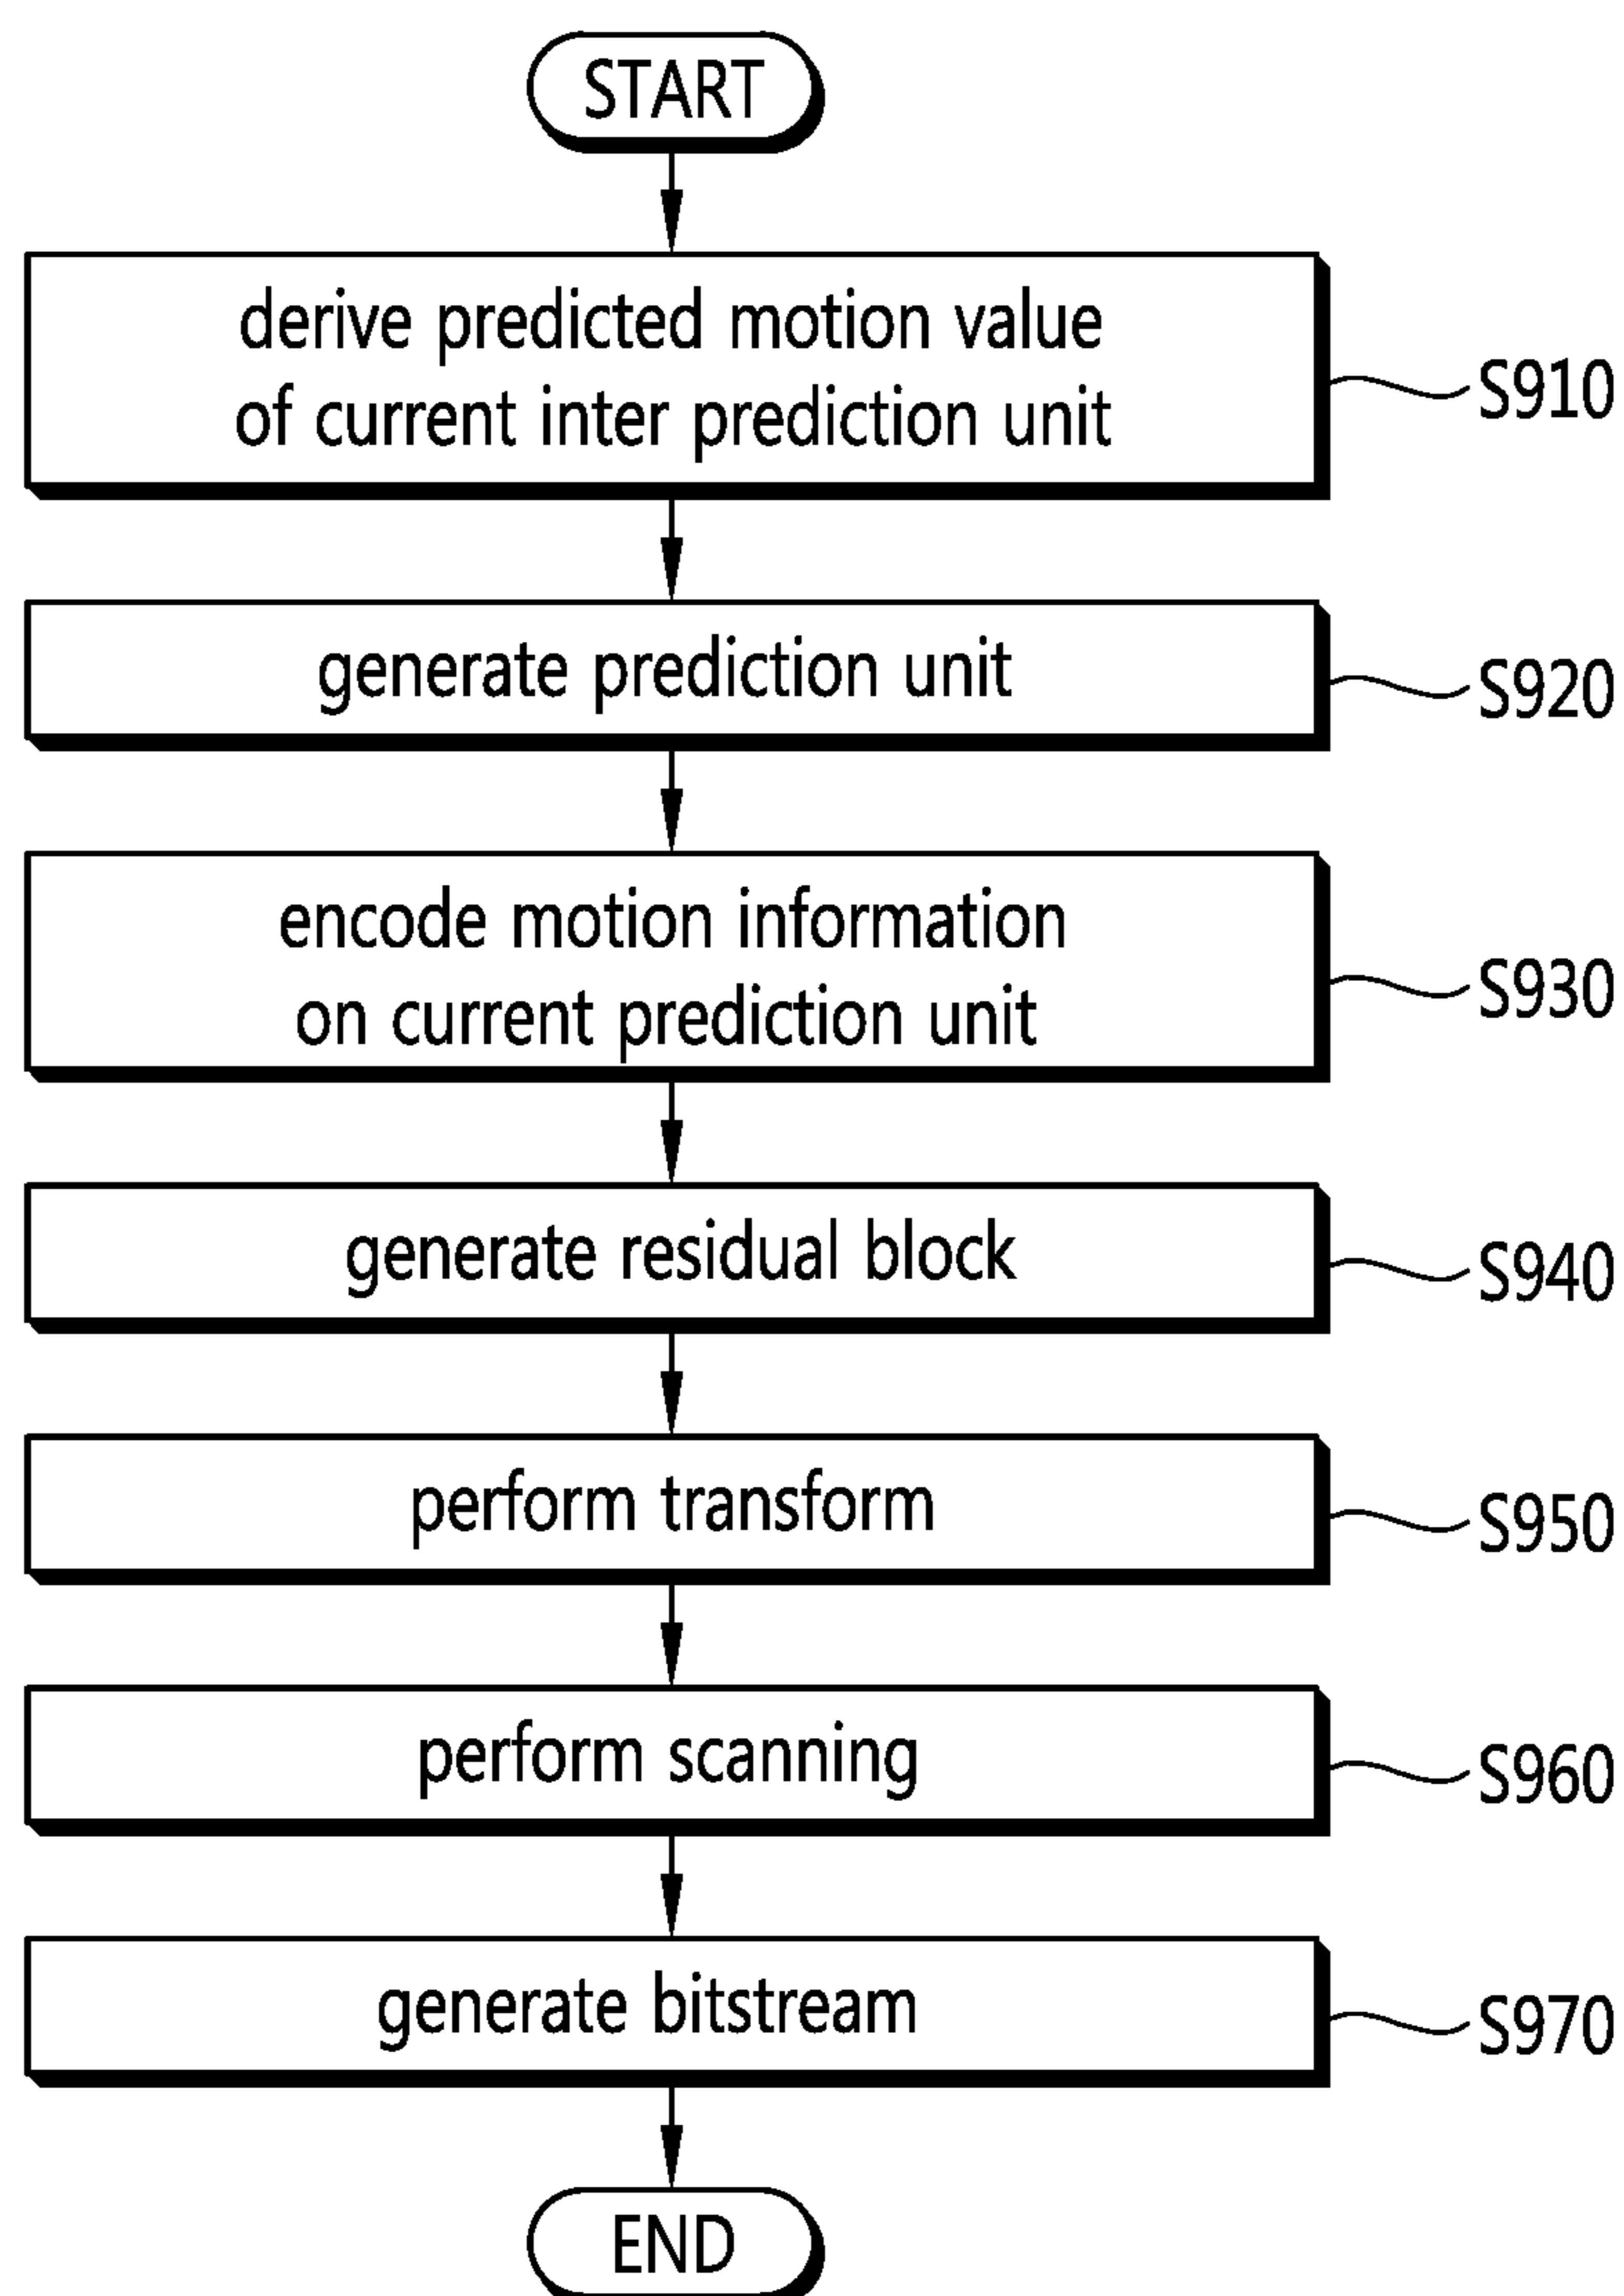 START
derive predicted motion value
of current inter prediction unit
S910
generate prediction unit
S920
encode motion information
on current prediction unit
S930
generate residual block
S940
perform transform
S950
perform scanning
S960
generate bitstream
S970
END